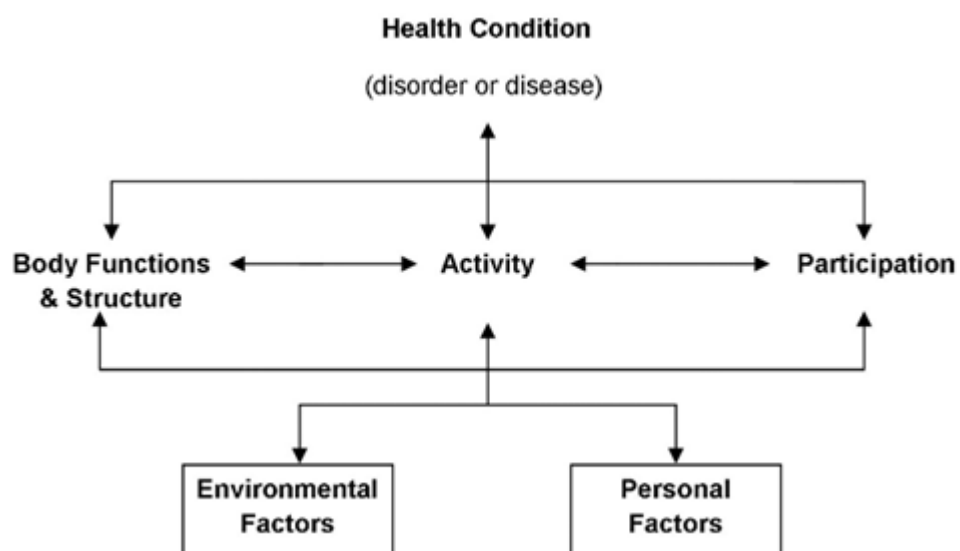 Health Condition
(disorder or disease)
Body Functions
& Structure
Activity
Participation
Environmental
Factors
Personal
Factors